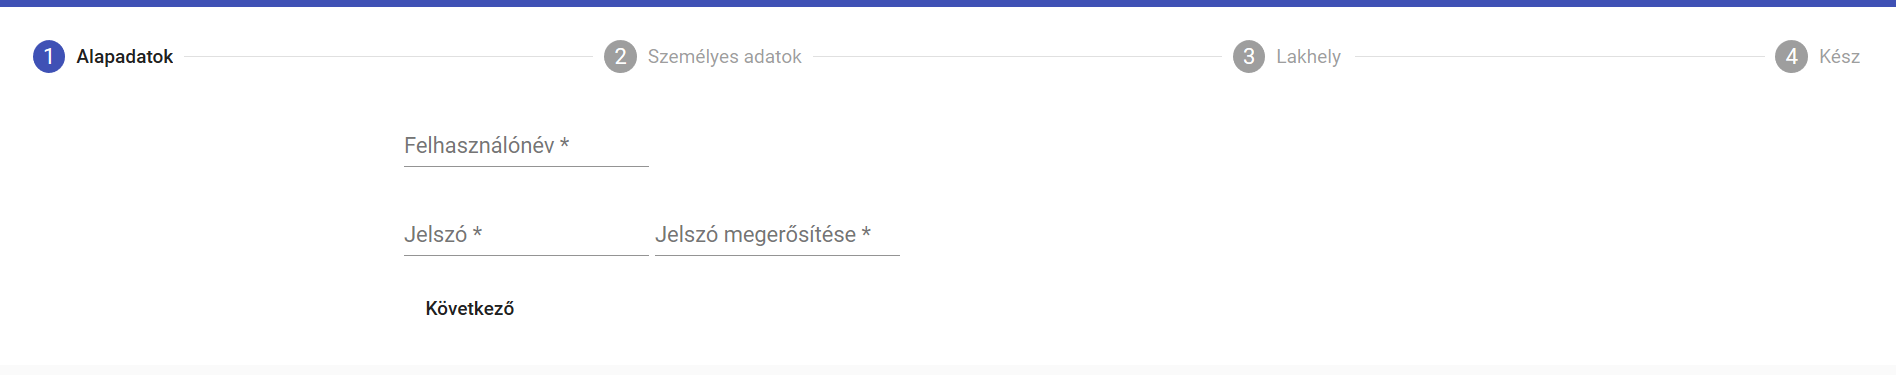 1 Alapadatok 2 Személyes adatok 3 Lakhely 4 Kész
Felhasználónév *
Jelszó * Jelszó megerősítése *
Következő